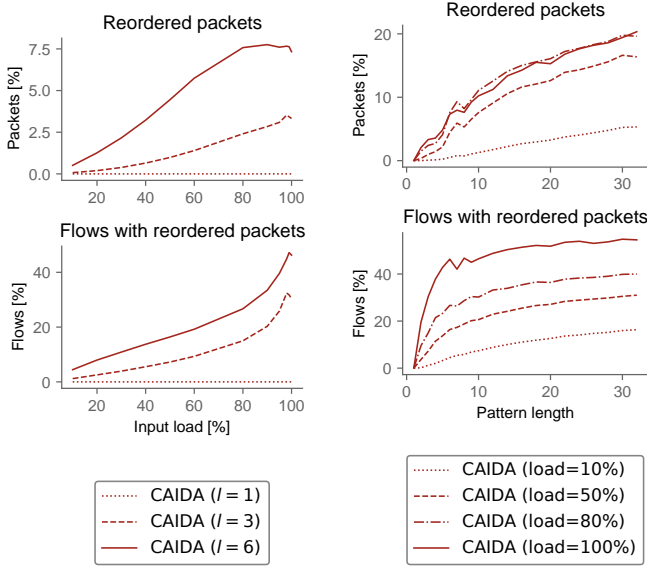 Reordered packets
Packets [%]
7.5
5.0
2.5
0.0
20 40 60 80 100
Flows with reordered packets
Flows [%]
40
20
0
20 40 60 80 100
Input load [%]
CAIDA (l = 1)
CAIDA (l = 3)
CAIDA (l = 6)
Reordered packets
Packets [%]
20
10
0
0 10 20 30
Flows with reordered packets
Flows [%]
40
20
0
0 10 20 30
Pattern length
CAIDA (load=10%)
CAIDA (load=50%)
CAIDA (load=80%)
CAIDA (load=100%)